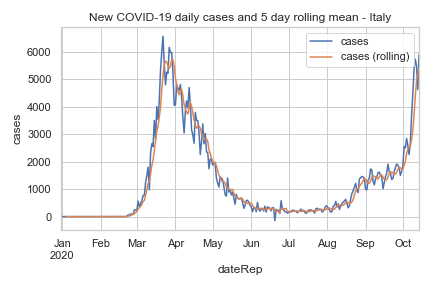 New COVID-19 daily cases and 5 day rolling mean - Italy
cases
cases (rolling)
6000
5000
4000
3000
2000
1000
0
cases
Jan Feb Mar Apr May Jun Jul Aug Sep Oct
2020
dateRep